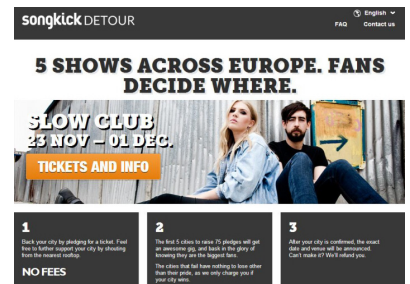 songkick DETOUR
English
FAQ Contact us
5 SHOWS ACROSS EUROPE. FANS
DECIDE WHERE.
SLOW CLUB
23 NOV – 01 DEC.
TICKETS AND INFO
1
Back your city by pledging for a ticket. Feel
free to further support your city by shouting
from the nearest rooftop.
NO FEES
2
The first 5 cities to raise 75 pledges will get
an awesome gig, and back in the glory of
knowing they are the biggest fans.
The cities that fail have nothing to lose other
than their pride, as we only charge you if
your city wins.
3
After your city is confirmed, the exact
date and venue will be announced.
Can't make it? We'll refund you.